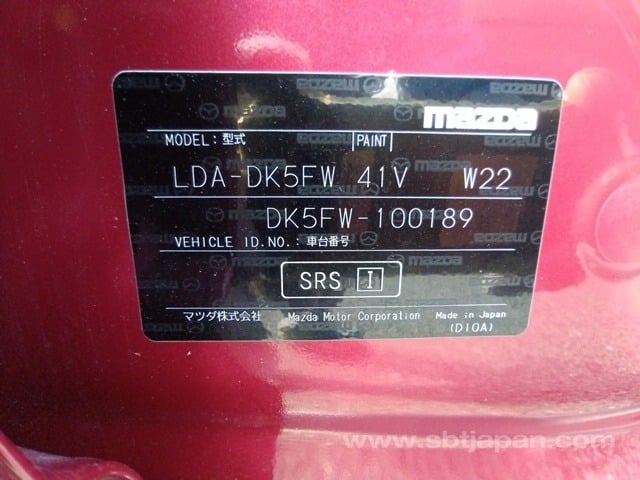 mazda
MODEL: 型式 PAINT
LDA-DK5FW 41V W22
DK5FW-100189
VEHICLE ID.NO.: 車台番号
SRS I
マツダ株式会社 Mazda Motor Corporation Made in Japan
(D10A)
www.sbtjapan.com